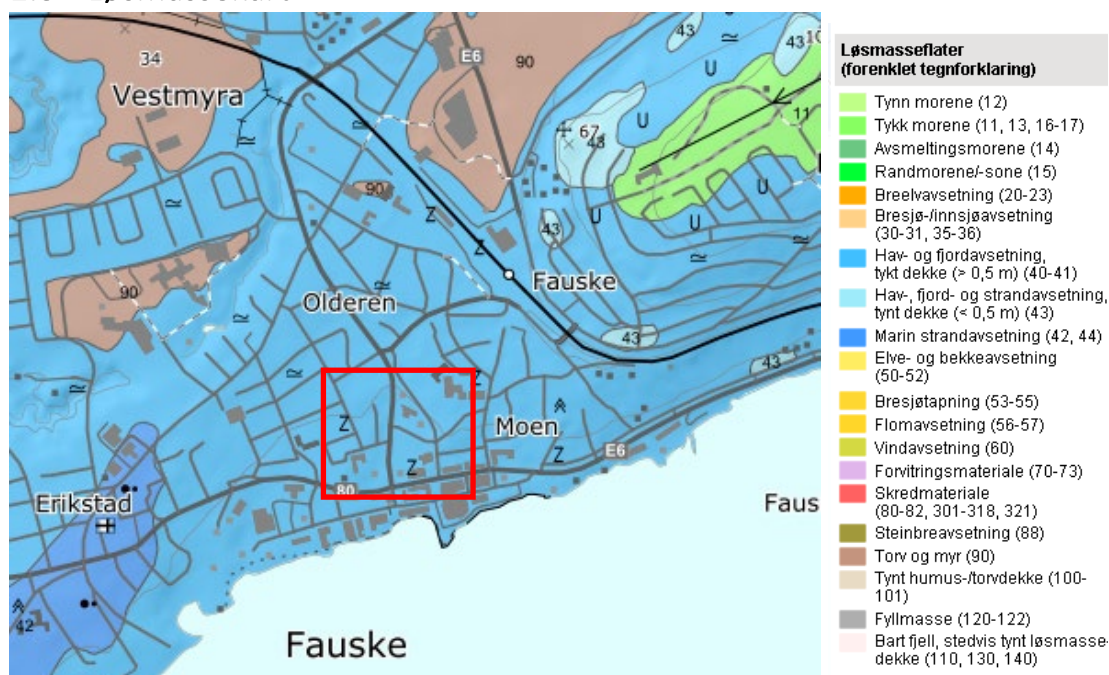 34
Vestmyra
E6
90
43
43
10
U
67
43
U
11
90
Z
U
U
U
Z
43
90
Fauske
Olderen
43
43
Z
Z
Moen
Z
Z
80
E6
Erikstad
Faus
42
Fauske
Løsmasseflater
(forenklet tegnforklaring)
Tynn morene (12)
Tykk morene (11, 13, 16-17)
Avsmeltingsmorene (14)
Randmorene/-sone (15)
Breelvavsetning (20-23)
Bresjø-/innsjøavsetning
(30-31, 35-36)
Hav- og fjordavsetning,
tykt dekke (> 0,5 m) (40-41)
Hav-, fjord- og strandavsetning,
tynt dekke (< 0,5 m) (43)
Marin strandavsetning (42, 44)
Elve- og bekkeavsetning
(50-52)
Bresjøtapning (53-55)
Flomavsetning (56-57)
Vindavsetning (60)
Forvitringsmateriale (70-73)
Skredmateriale
(80-82, 301-318, 321)
Steinbreavsetning (88)
Torv og myr (90)
Tynt humus-/torvdekke (100-
101)
Fyllmasse (120-122)
Bart fjell, stedvis tynt løsmasse-
dekke (110, 130, 140)